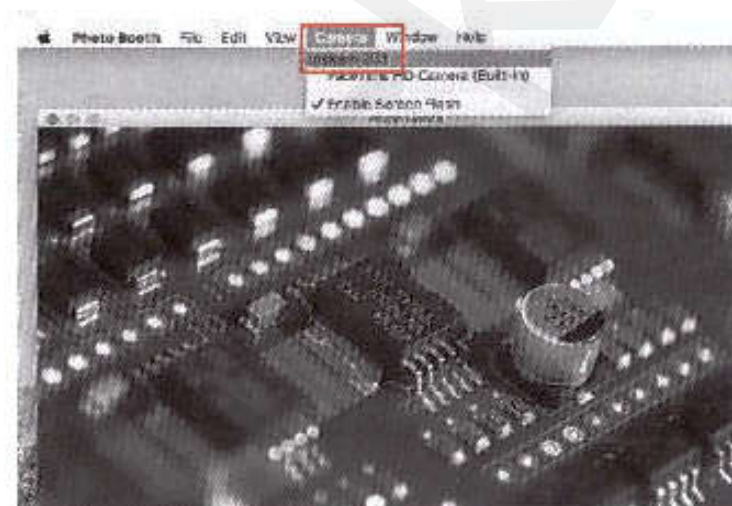 Photo Booth File Edit View Camera Window Help
FaceTime HD Camera (Built-in)
✓ Enable Screen Flash